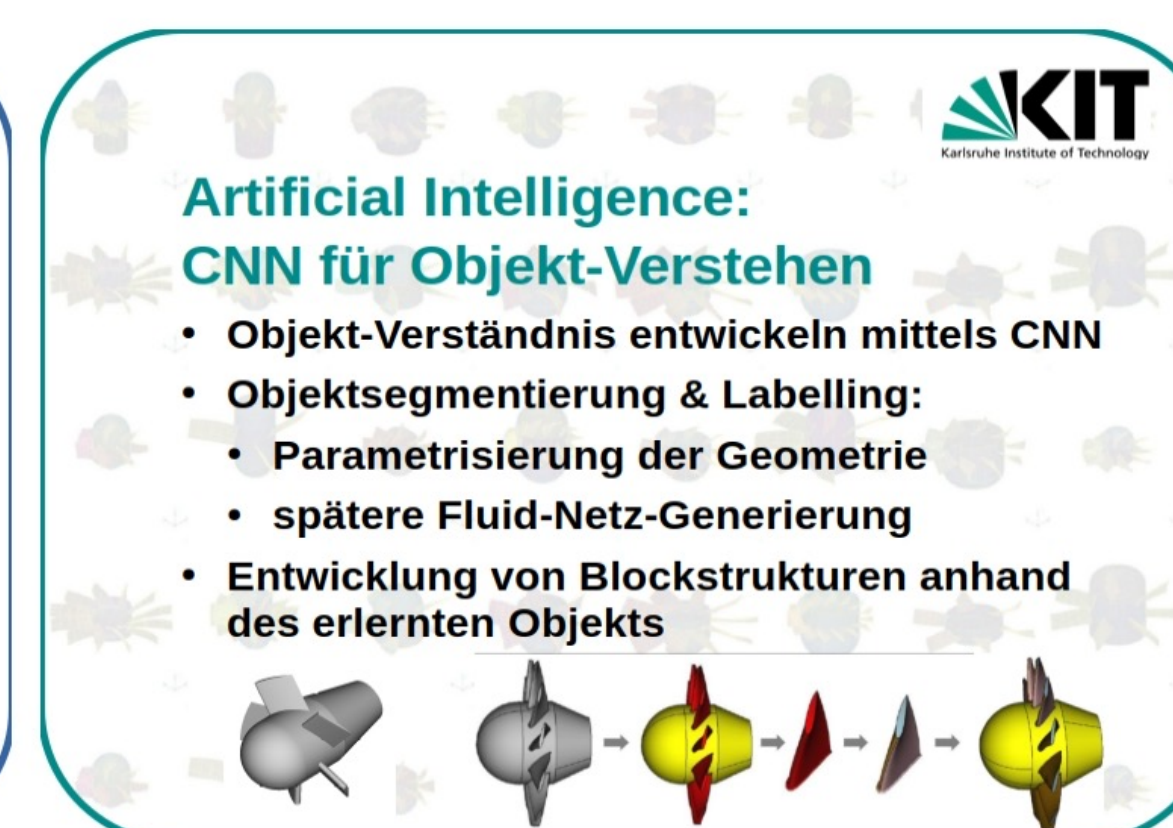 KIT
Karlsruhe Institute of Technology
Artificial Intelligence:
CNN für Objekt-Verstehen
• Objekt-Verständnis entwickeln mittels CNN
• Objektsegmentierung & Labelling:
• Parametrisierung der Geometrie
• spätere Fluid-Netz-Generierung
• Entwicklung von Blockstrukturen anhand
des erlernten Objekts